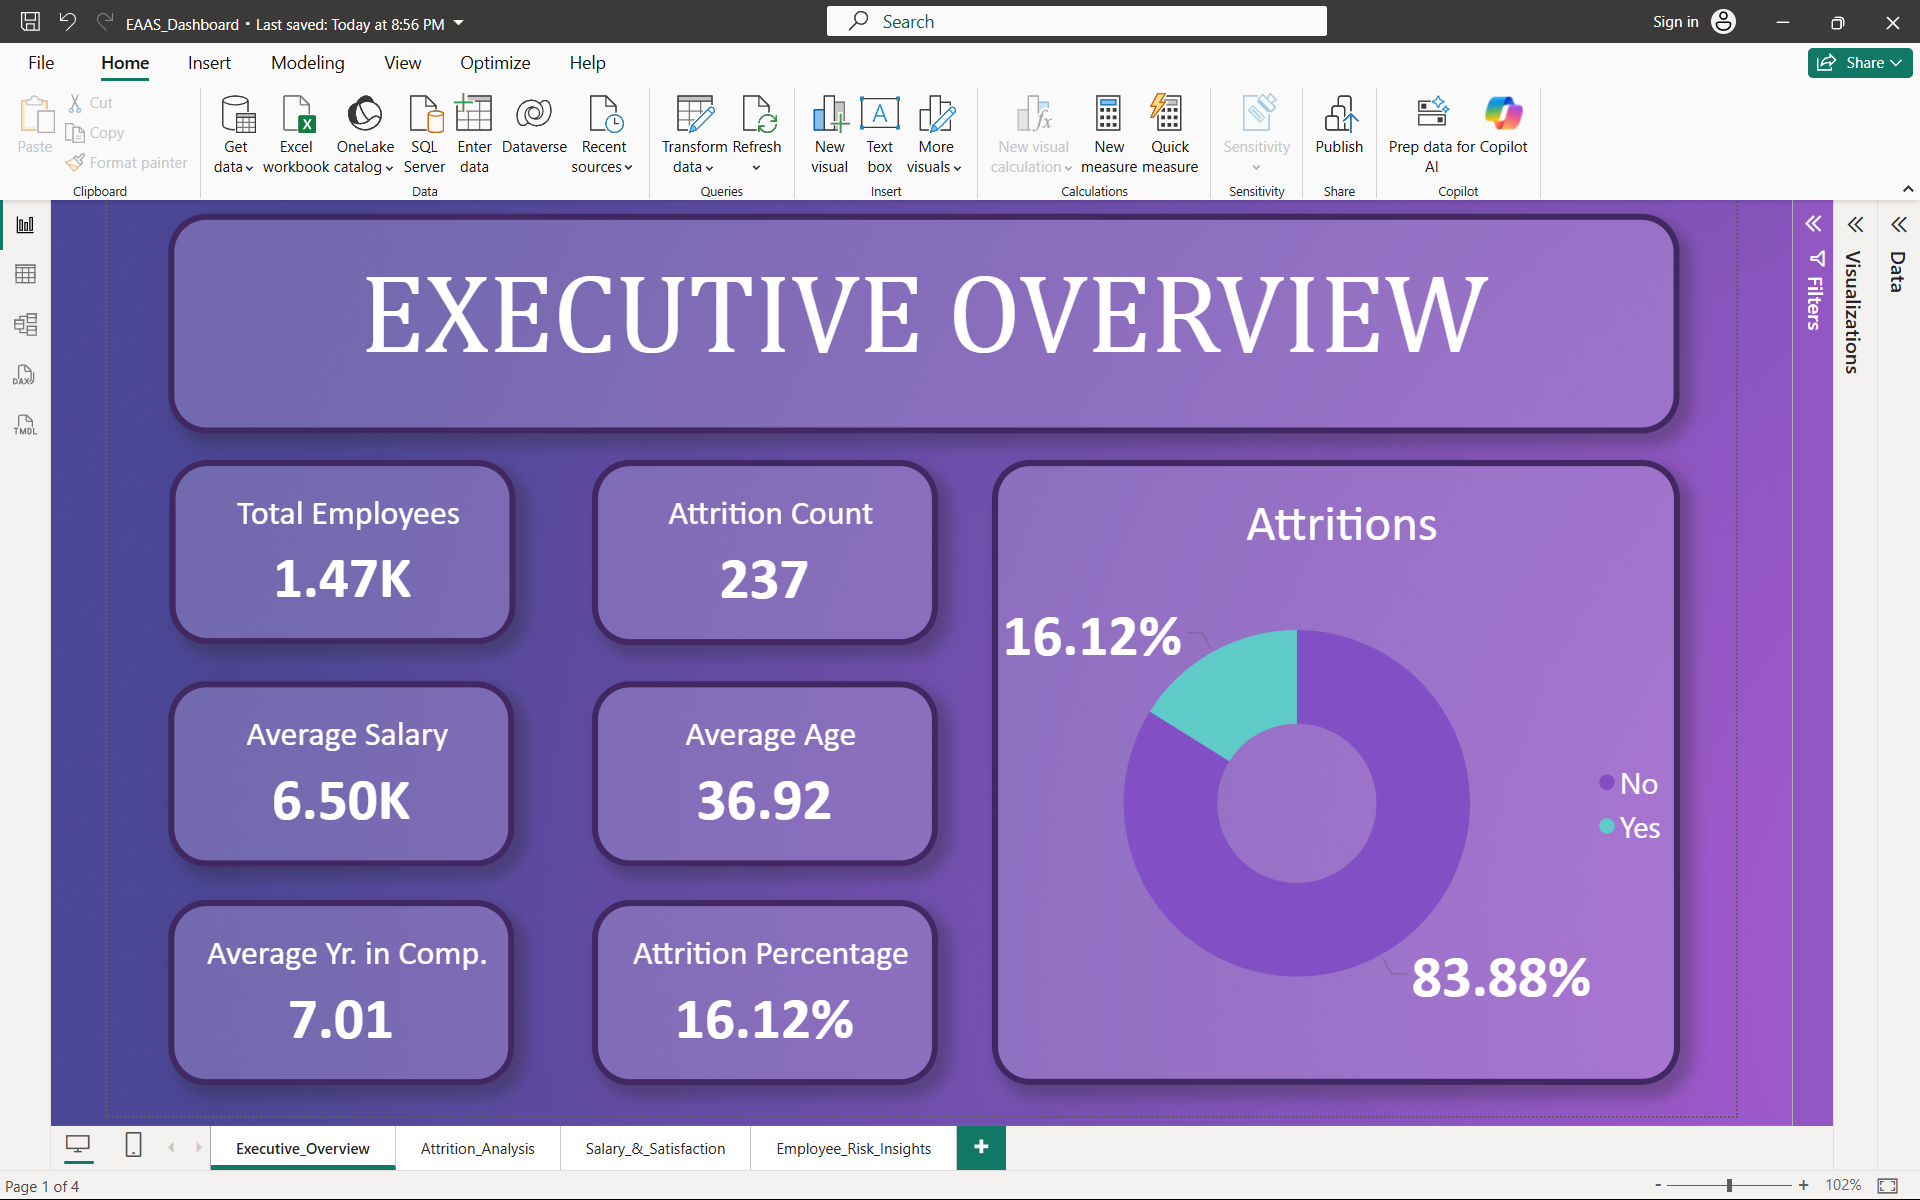 EAAS_Dashboard • Last saved: Today at 8:56 PM
Search
Sign in
File Home Insert Modeling View Optimize Help
Share
Paste
Cut
Copy
Format painter
Clipboard
Get data
Excel workbook
OneLake catalog
SQL Server
Enter data
Dataverse
Recent sources
Data
Transform data
Refresh
Queries
New visual
Text box
More visuals
Insert
New visual calculation
New measure
Quick measure
Calculations
Sensitivity
Sensitivity
Publish
Share
Prep data for AI
Copilot
Copilot
DAX
TMDL
EXECUTIVE OVERVIEW
Total Employees
1.47K
Attrition Count
237
Average Salary
6.50K
Average Age
36.92
Average Yr. in Comp.
7.01
Attrition Percentage
16.12%
Attritions
16.12%
83.88%
No
Yes
Filters
Visualizations
Data
Executive_Overview
Attrition_Analysis
Salary_&_Satisfaction
Employee_Risk_Insights
+
Page 1 of 4
- + 102%